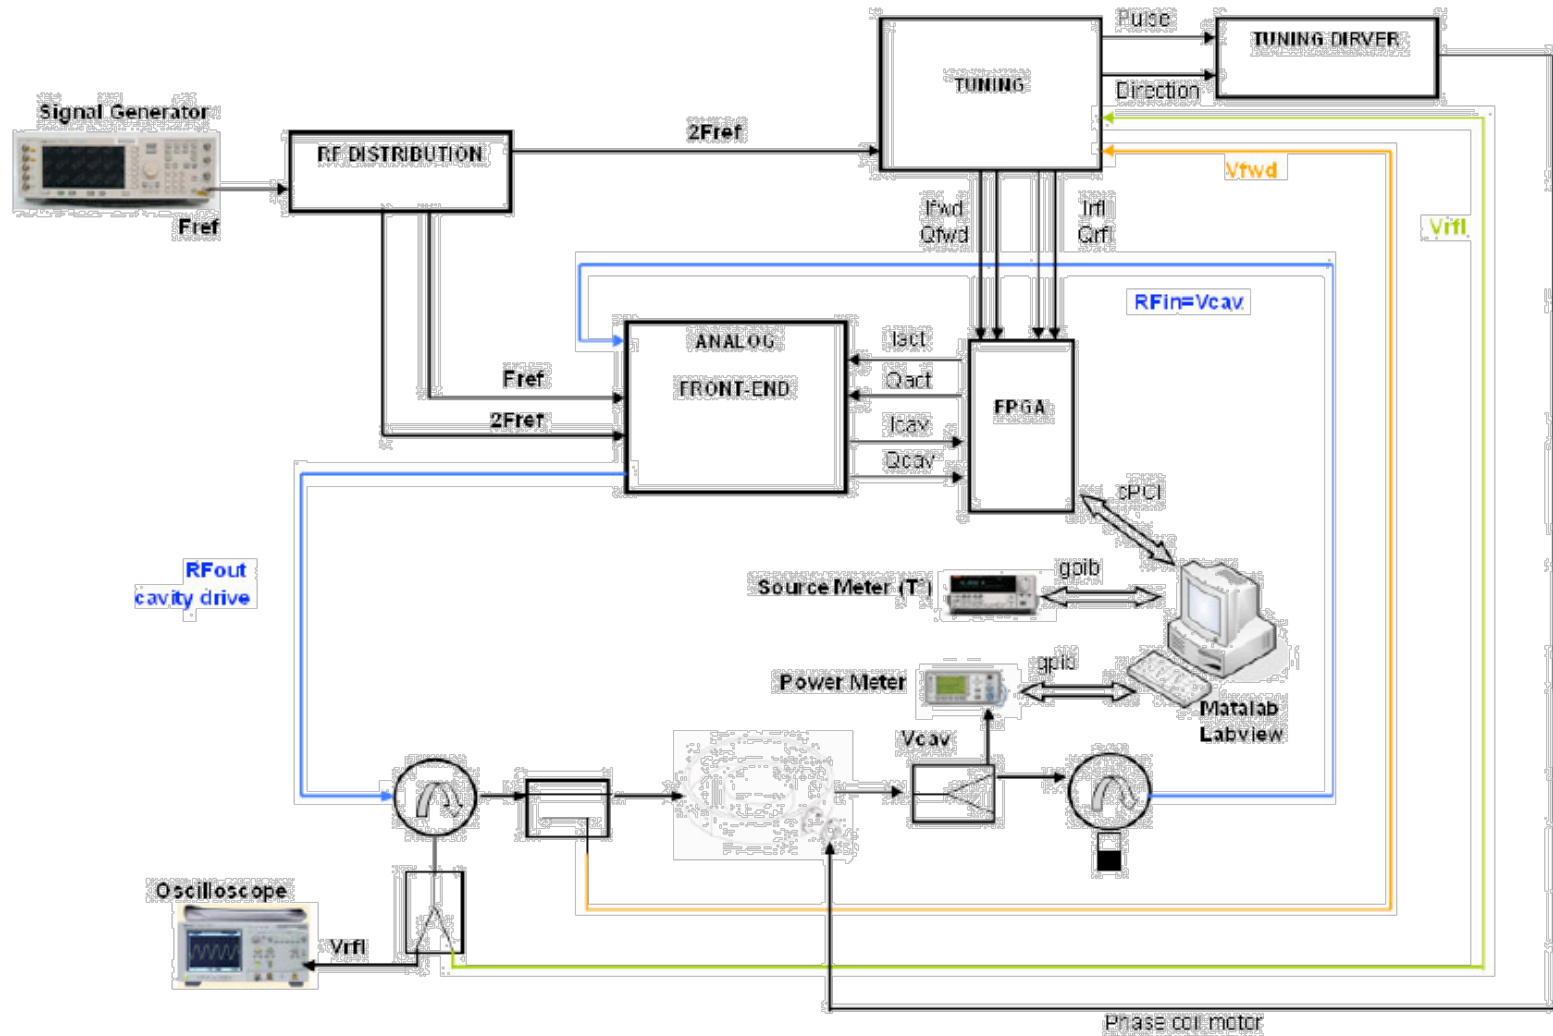 Pulse
TUNING DIRVER
TUNING
Direction
Signal Generator
2Fref
RF DISTRIBUTION
Vfwd
Fref
Ifwd
Qfwd
Irfl
Qrfl
Vrfl
RFin=Vcav
ANALOG
FRONT-END
Iact
Qact
Icav
Qcav
FPGA
Fref
2Fref
cPCI
RFout
cavity drive
Source Meter (Tª)
gpib
gpib
Power Meter
Matalab
Labview
Vcav
Oscilloscope
Vrfl
Phase coil motor